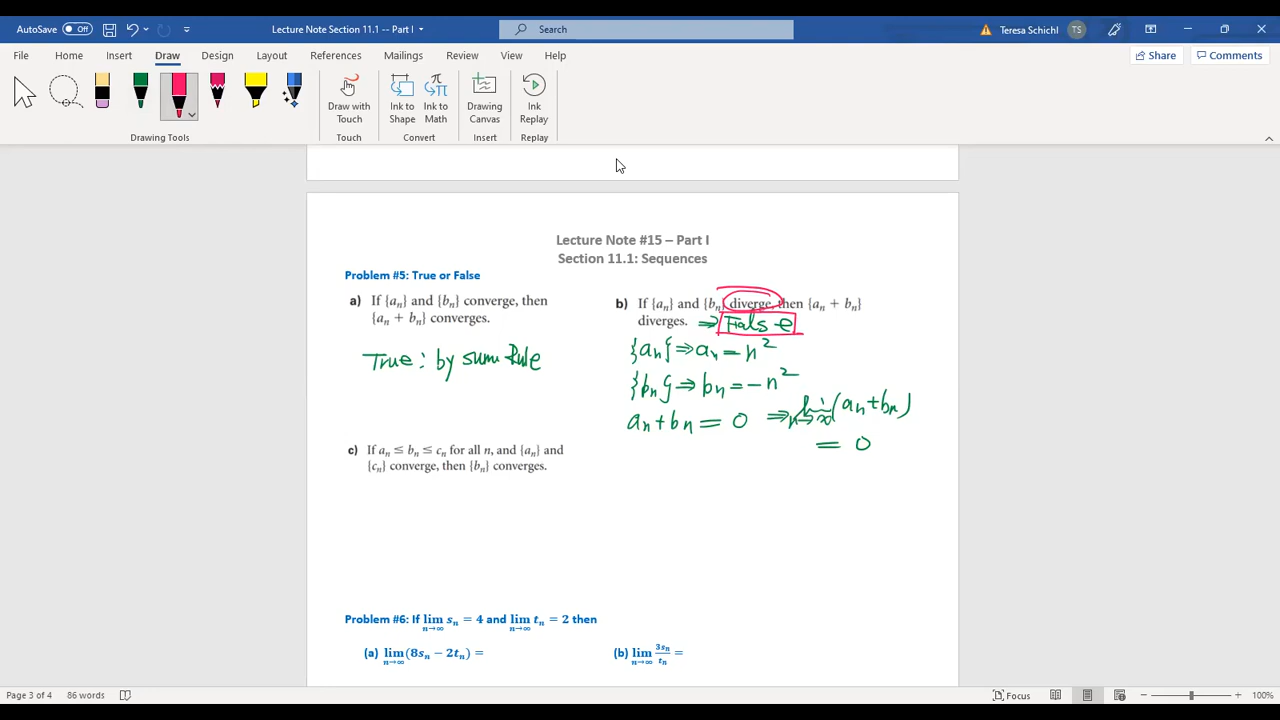 AutoSave Off
Lecture Note Section 11.1 -- Part I
Search
Teresa Schichl TS
File Home Insert Draw Design Layout References Mailings Review View Help
Share Comments
Draw with Touch
Ink to Shape
Ink to Math
Drawing Canvas
Ink Replay
Drawing Tools
Convert
Insert
Replay
Lecture Note #15 – Part I
Section 11.1: Sequences
Problem #5: True or False
a) If {aₙ} and {bₙ} converge, then
{aₙ + bₙ} converges.
True : by sum Rule
b) If {aₙ} and {bₙ} diverge, then {aₙ + bₙ}
diverges. ⇒ Fals e
{aₙ} ⇒ aₙ = n²
{bₙ} ⇒ bₙ = -n²
aₙ + bₙ = 0 ⇒ lim n→∞ (aₙ + bₙ)
= 0
c) If aₙ ≤ bₙ ≤ cₙ for all n, and {aₙ} and
{cₙ} converge, then {bₙ} converges.
Problem #6: If lim n→∞ sₙ = 4 and lim n→∞ tₙ = 2 then
(a) lim n→∞ (8sₙ − 2tₙ) =
(b) lim n→∞ 3sₙ/tₙ =
Page 3 of 4 86 words
Focus
100%